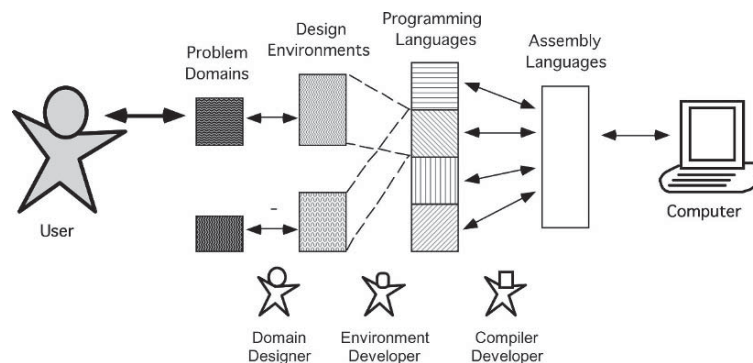 Problem
Domains
Design
Environments
Programming
Languages
Assembly
Languages
User
Computer
Domain
Designer
Environment
Developer
Compiler
Developer